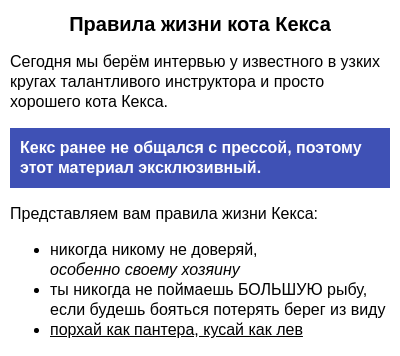 Правила жизни кота Кекса
Сегодня мы берём интервью у известного в узких
кругах талантливого инструктора и просто
хорошего кота Кекса.
Кекс ранее не общался с прессой, поэтому
этот материал эксклюзивный.
Представляем вам правила жизни Кекса:
никогда никому не доверяй,
особенно своему хозяину
ты никогда не поймаешь БОЛЬШУЮ рыбу,
если будешь бояться потерять берег из виду
порхай как пантера, кусай как лев